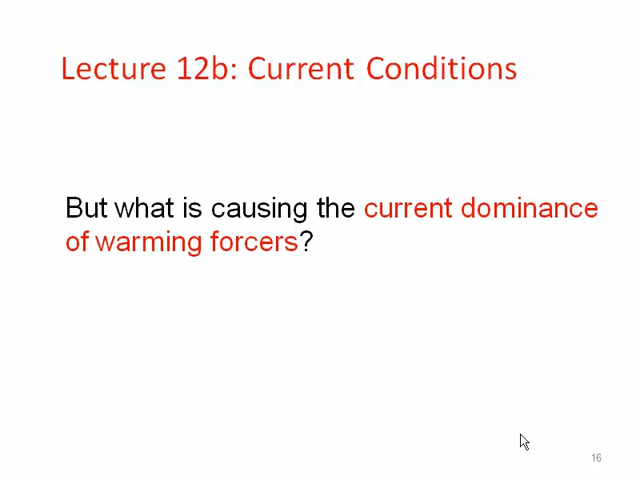 Lecture 12b: Current Conditions
But what is causing the current dominance
of warming forcers?
16